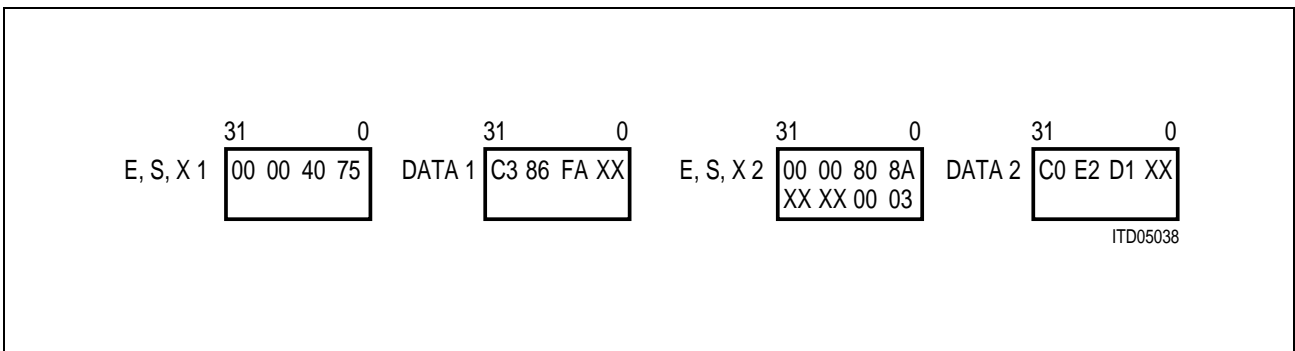 31 0 31 0 31 0 31 0
E, S, X 1 00 00 40 75 DATA 1 C3 86 FA XX E, S, X 2 00 00 80 8A DATA 2 C0 E2 D1 XX
XX XX 00 03
ITD05038